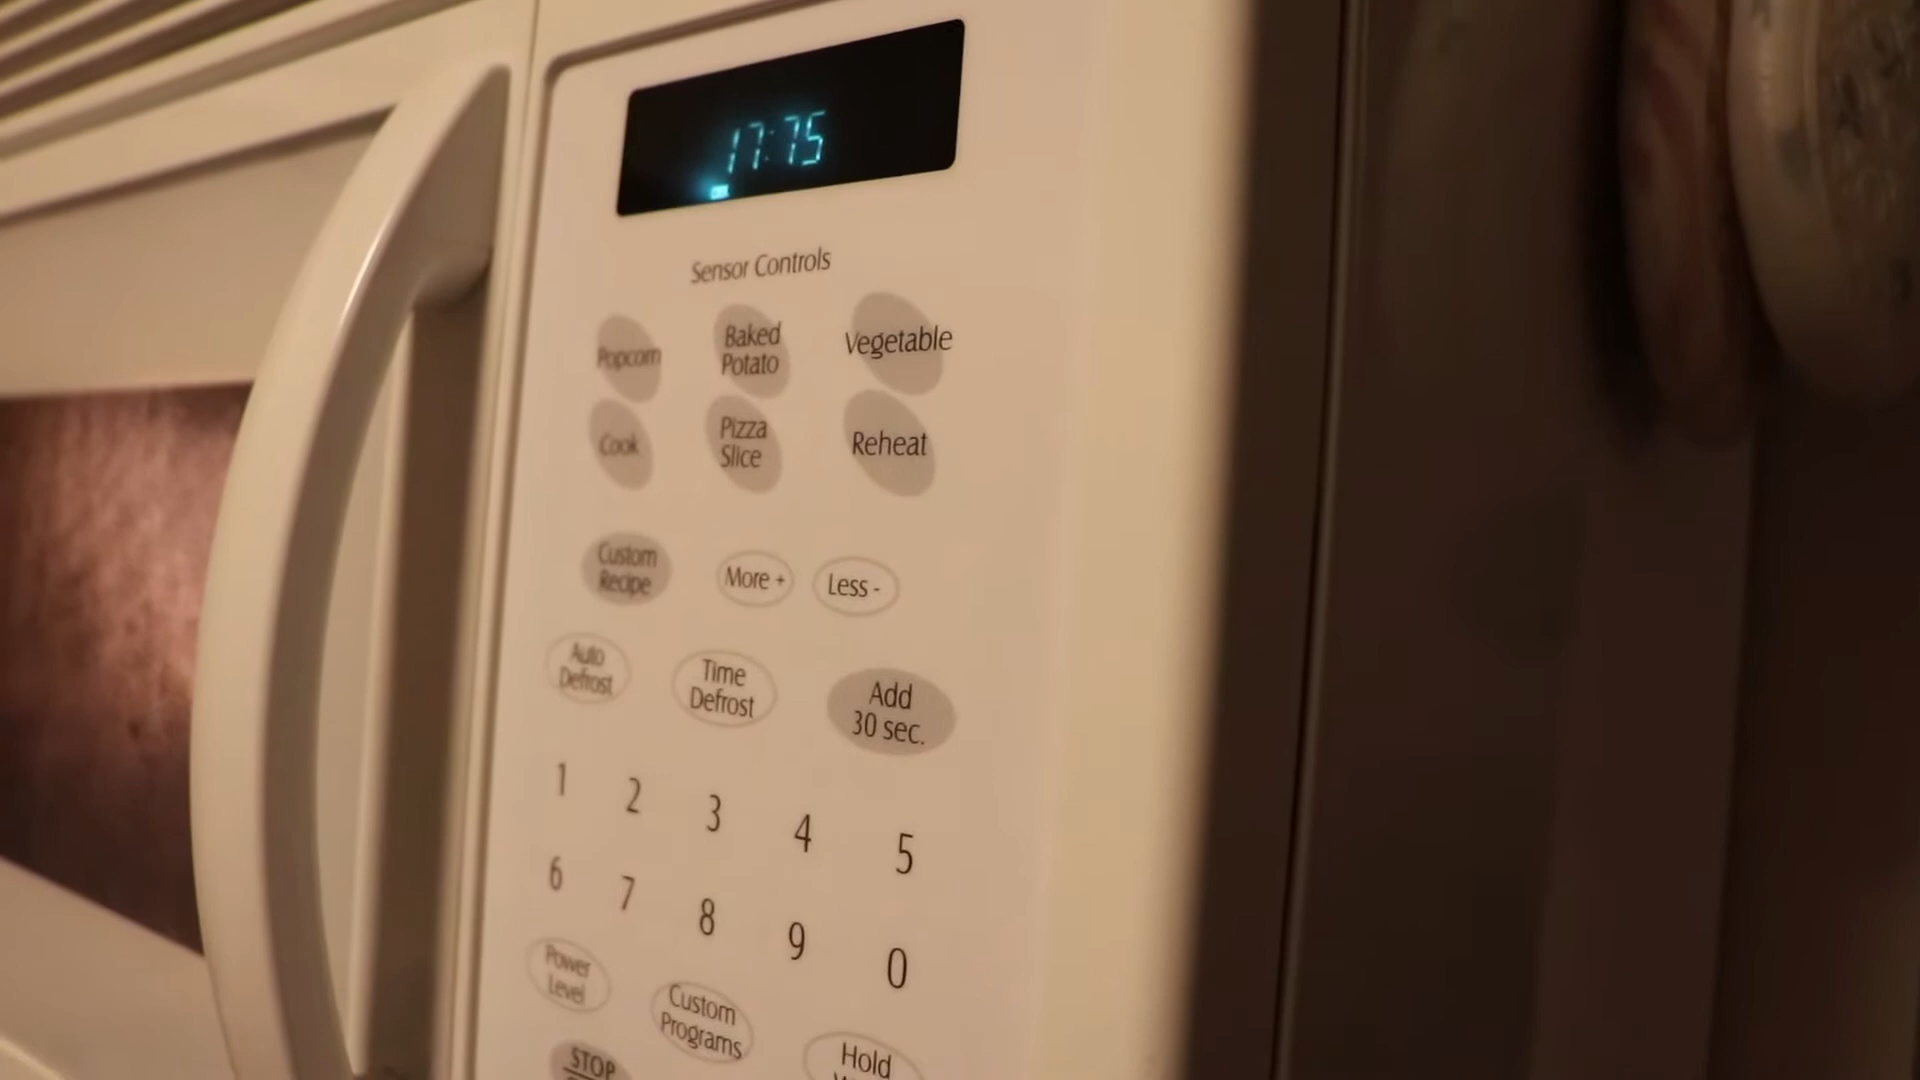 17:75
Sensor Controls
Popcorn
Baked
Potato
Vegetable
Cook
Pizza
Slice
Reheat
Custom
Recipe
More +
Less -
Auto
Defrost
Time
Defrost
Add
30 sec.
1 2 3 4 5
6 7 8 9 0
Power
Level
Custom
Programs
Hold
STOP